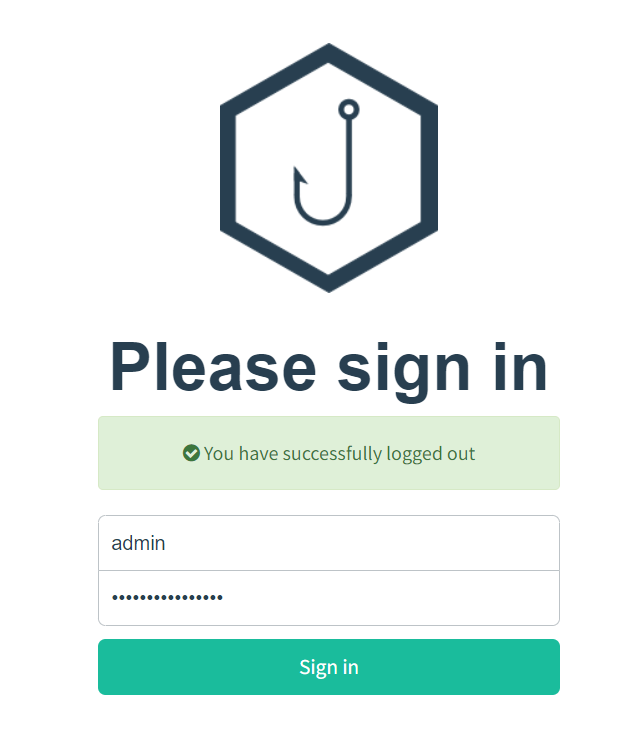 Please sign in
You have successfully logged out
admin
••••••••••••••••
Sign in